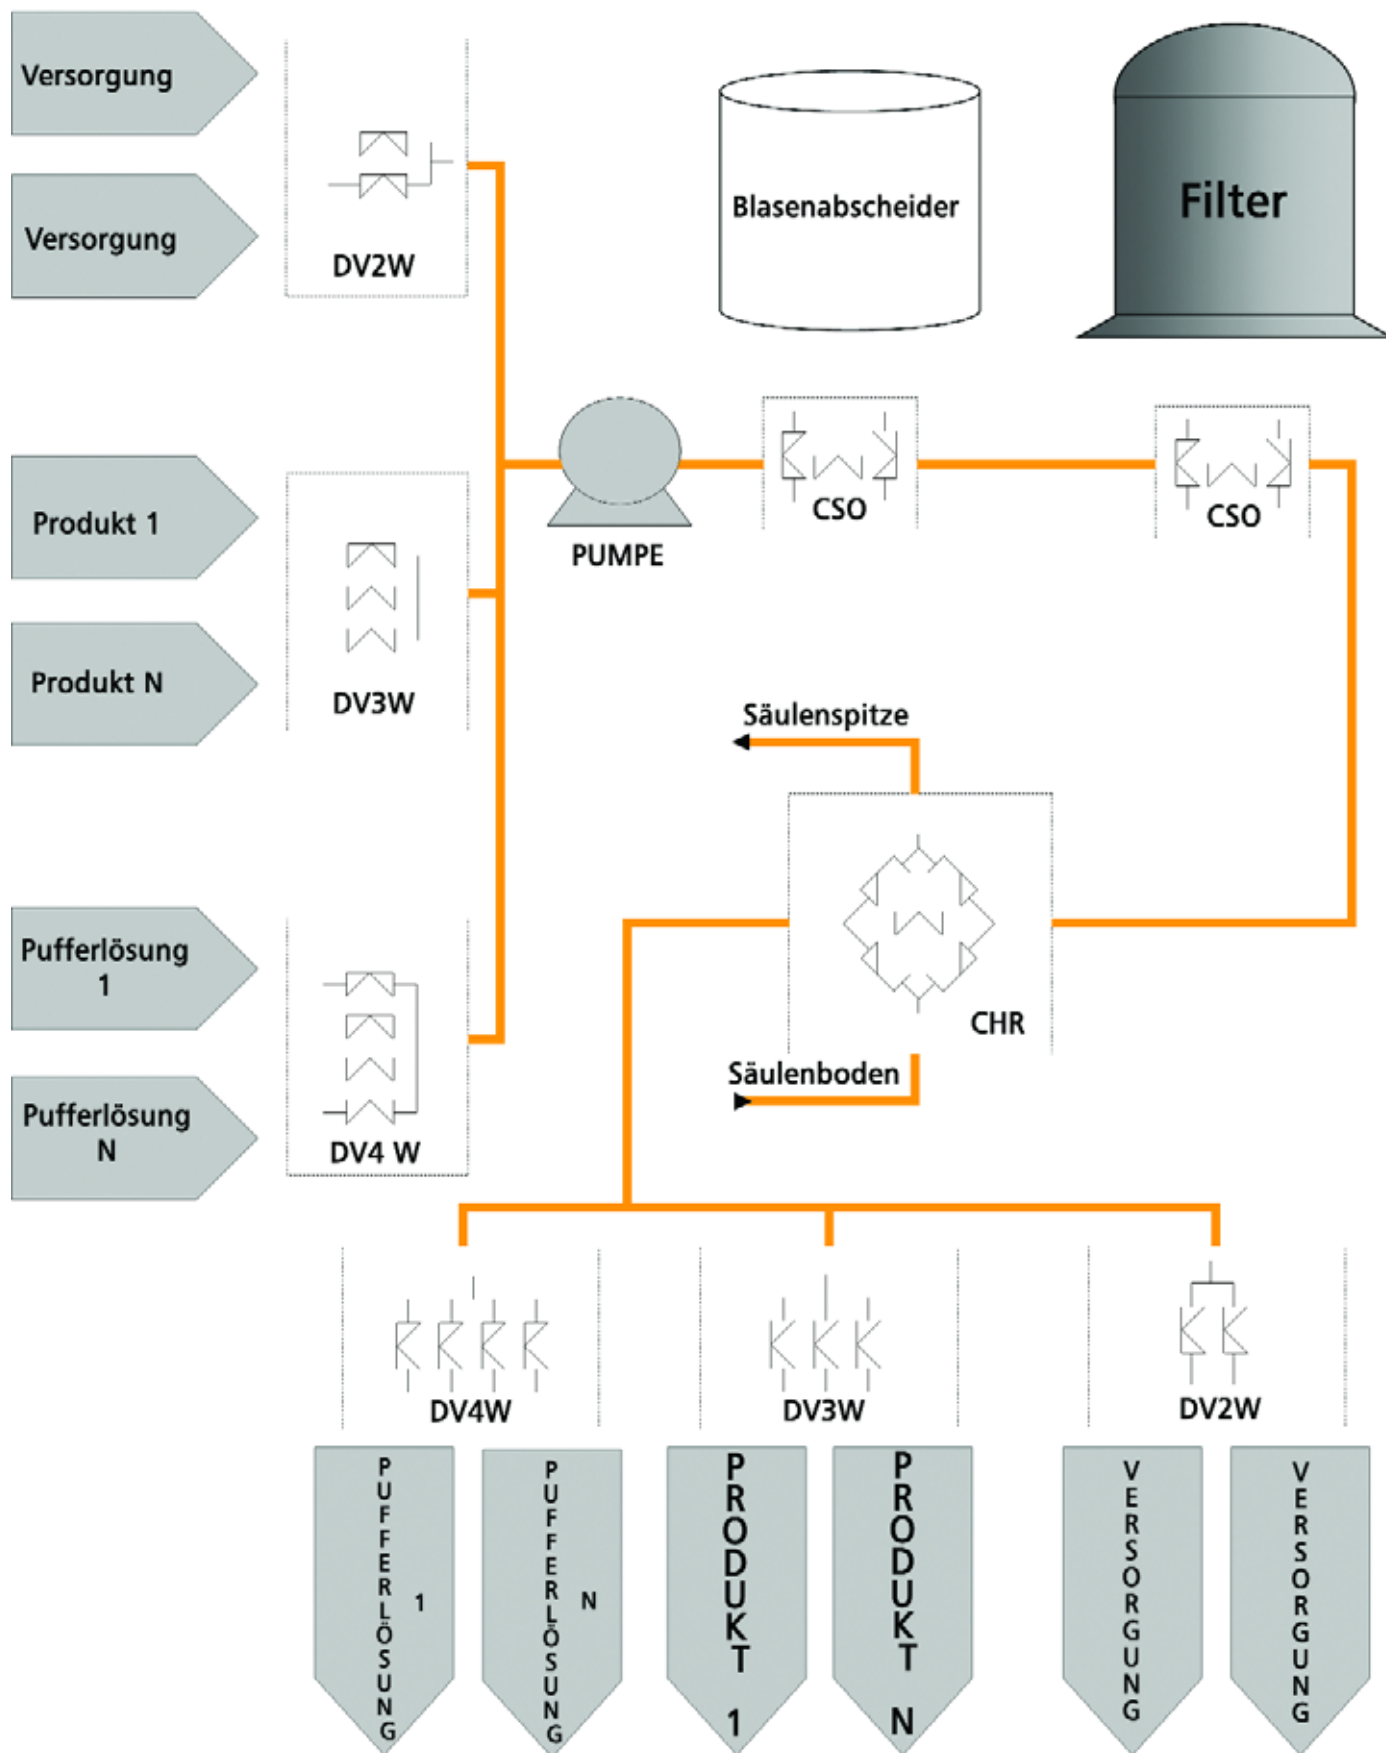 Versorgung
Versorgung
DV2W
Blasenabscheider
Filter
Produkt 1
Produkt N
DV3W
PUMPE
CSO
CSO
Säulenspitze
CHR
Säulenboden
Pufferlösung
1
Pufferlösung
N
DV4 W
DV4W
DV3W
DV2W
PUFFERLÖSUNG 1
PUFFERLÖSUNG N
PRODUKT 1
PRODUKT N
VERSORGUNG
VERSORGUNG